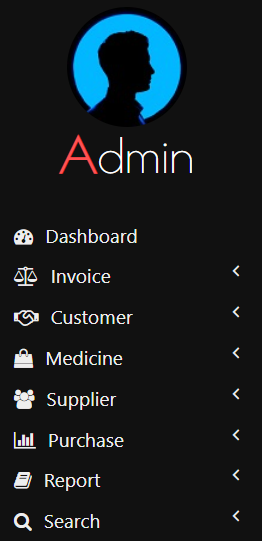 Admin
Dashboard
Invoice
Customer
Medicine
Supplier
Purchase
Report
Search